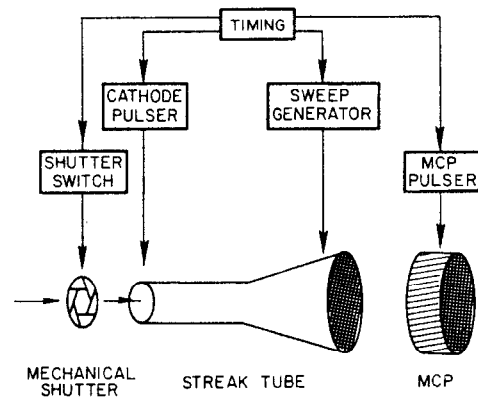 TIMING
CATHODE
PULSER
SWEEP
GENERATOR
SHUTTER
SWITCH
MCP
PULSER
MECHANICAL
SHUTTER
STREAK TUBE
MCP